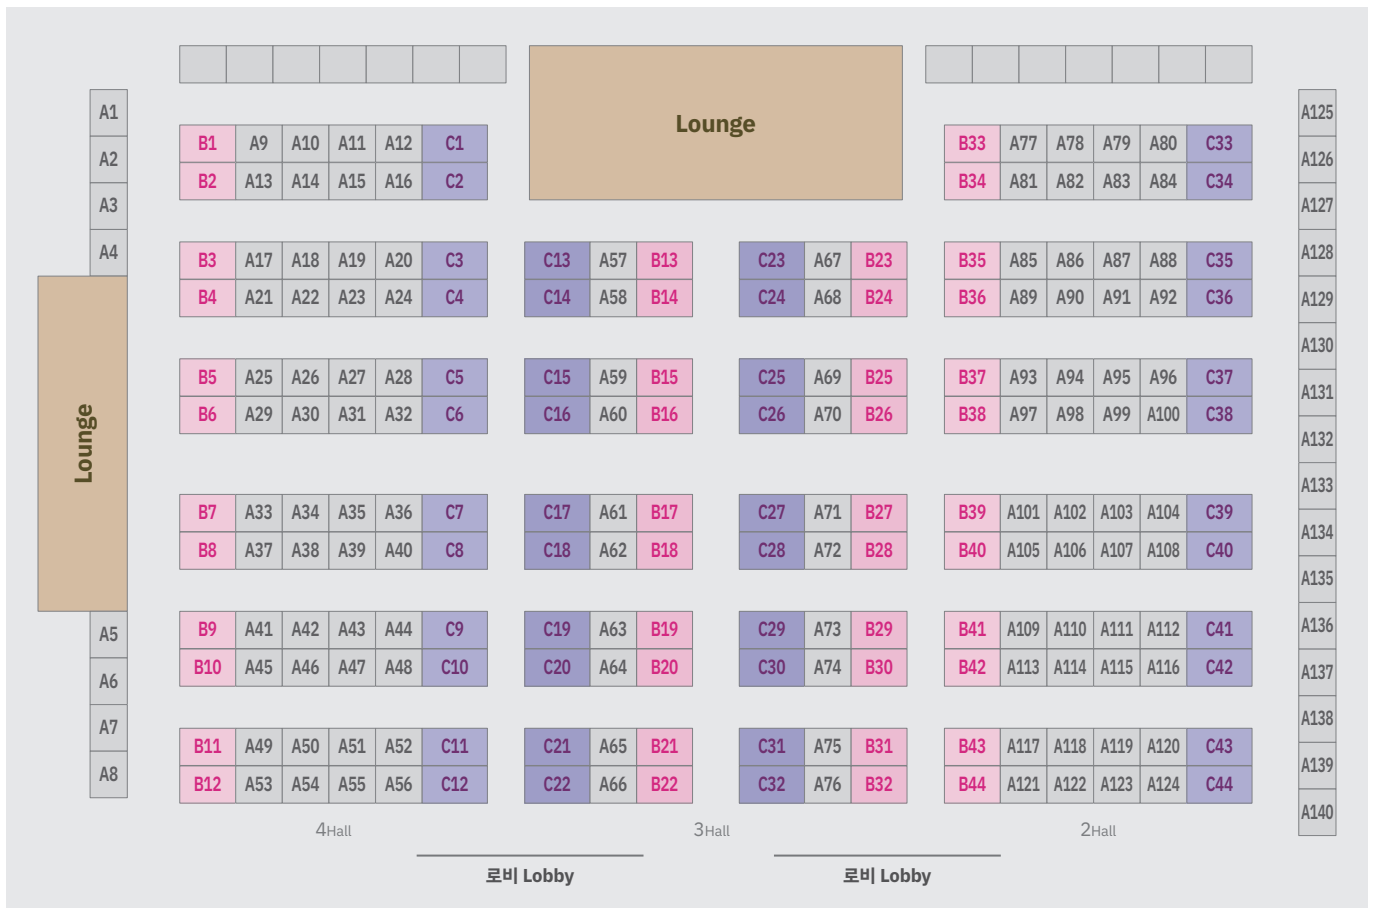 Lounge
A1
A2
A3
A4
Lounge
A5
A6
A7
A8
B1 A9 A10 A11 A12 C1
B2 A13 A14 A15 A16 C2
B3 A17 A18 A19 A20 C3
B4 A21 A22 A23 A24 C4
B5 A25 A26 A27 A28 C5
B6 A29 A30 A31 A32 C6
B7 A33 A34 A35 A36 C7
B8 A37 A38 A39 A40 C8
B9 A41 A42 A43 A44 C9
B10 A45 A46 A47 A48 C10
B11 A49 A50 A51 A52 C11
B12 A53 A54 A55 A56 C12
C13 A57 B13
C14 A58 B14
C15 A59 B15
C16 A60 B16
C17 A61 B17
C18 A62 B18
C19 A63 B19
C20 A64 B20
C21 A65 B21
C22 A66 B22
C23 A67 B23
C24 A68 B24
C25 A69 B25
C26 A70 B26
C27 A71 B27
C28 A72 B28
C29 A73 B29
C30 A74 B30
C31 A75 B31
C32 A76 B32
B33 A77 A78 A79 A80 C33
B34 A81 A82 A83 A84 C34
B35 A85 A86 A87 A88 C35
B36 A89 A90 A91 A92 C36
B37 A93 A94 A95 A96 C37
B38 A97 A98 A99 A100 C38
B39 A101 A102 A103 A104 C39
B40 A105 A106 A107 A108 C40
B41 A109 A110 A111 A112 C41
B42 A113 A114 A115 A116 C42
B43 A117 A118 A119 A120 C43
B44 A121 A122 A123 A124 C44
A125
A126
A127
A128
A129
A130
A131
A132
A133
A134
A135
A136
A137
A138
A139
A140
4Hall
3Hall
2Hall
로비 Lobby
로비 Lobby